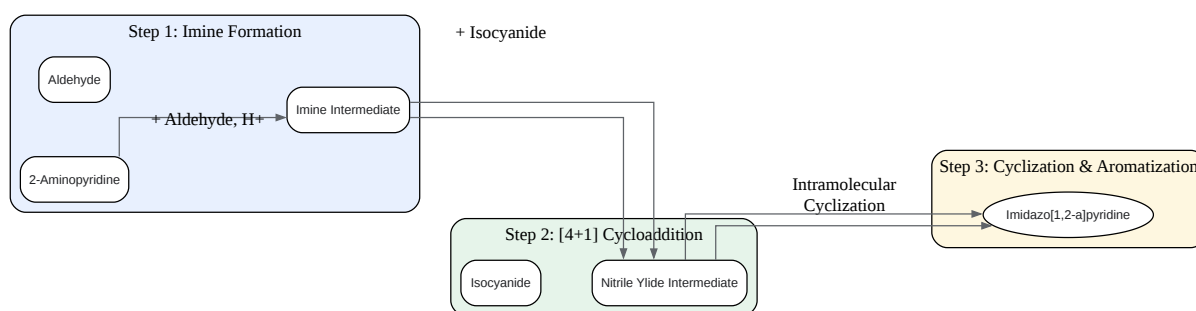 Step 1: Imine Formation
+ Isocyanide
Aldehyde
Imine Intermediate
+ Aldehyde, H+
2-Aminopyridine
Step 2: [4+1] Cycloaddition
Isocyanide
Nitrile Ylide Intermediate
Intramolecular
Cyclization
Step 3: Cyclization & Aromatization
Imidazo[1,2-a]pyridine